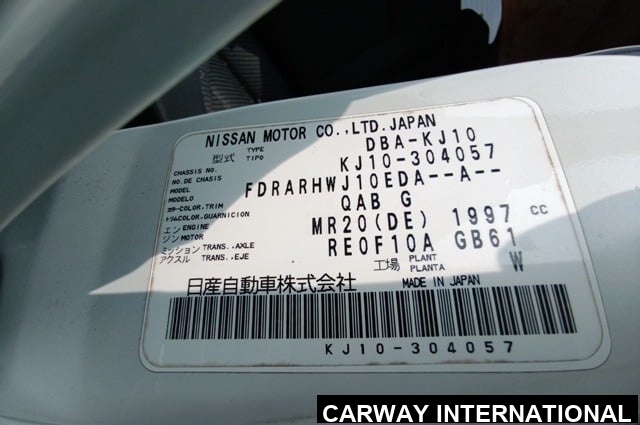 NISSAN MOTOR CO.,LTD.JAPAN
型式 TYPE TIPO DBA-KJ10
CHASSIS NO. NO.DE CHASIS KJ10-304057
MODEL MODELO FDRARHWJ10EDA--A--
カラー COLOR,TRIM トリム COLOR,GUARNICION QAB G
エンジン ENGINE MOTOR MR20(DE) 1997 CC
ミッション アクスル TRANS.,AXLE TRANS.,EJE RE0F10A GB61
工場 PLANT PLANTA W
日産自動車株式会社 MADE IN JAPAN
KJ10-304057
CARWAY INTERNATIONAL